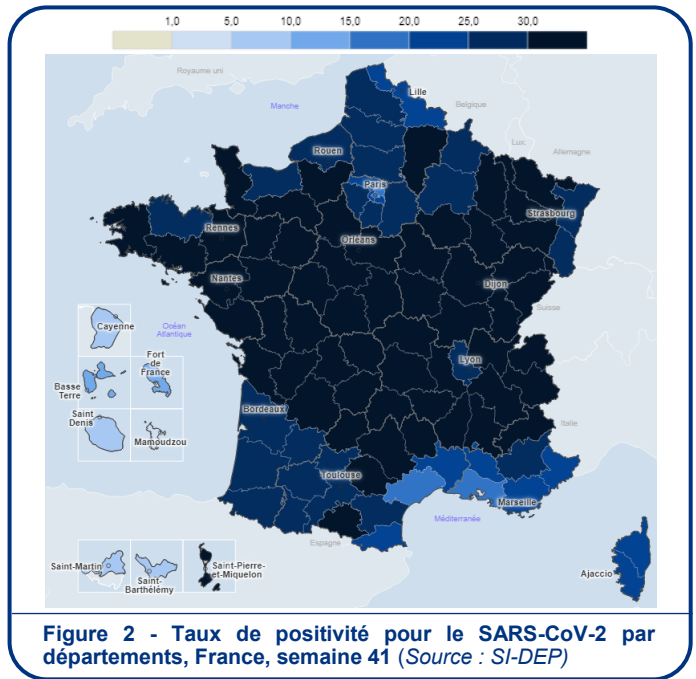 1,0 5,0 10,0 15,0 20,0 25,0 30,0
Royaume uni
Lille
Manche
Belgique
Lux.
Rouen
Allemagne
Paris
Strasbourg
Rennes
Orléans
Nantes
Dijon
Suisse
Cayenne
Océan
Atlantique
Fort
de
France
Lyon
Basse
Terre
Bordeaux
Saint
Denis
Italie
Mamoudzou
Toulouse
Marseille
Méditerranée
Espagne
Saint-Martin
Saint-
Barthélémy
Saint-Pierre-
et-Miquelon
Ajaccio
Figure 2 - Taux de positivité pour le SARS-CoV-2 par
départements, France, semaine 41 (Source : SI-DEP)